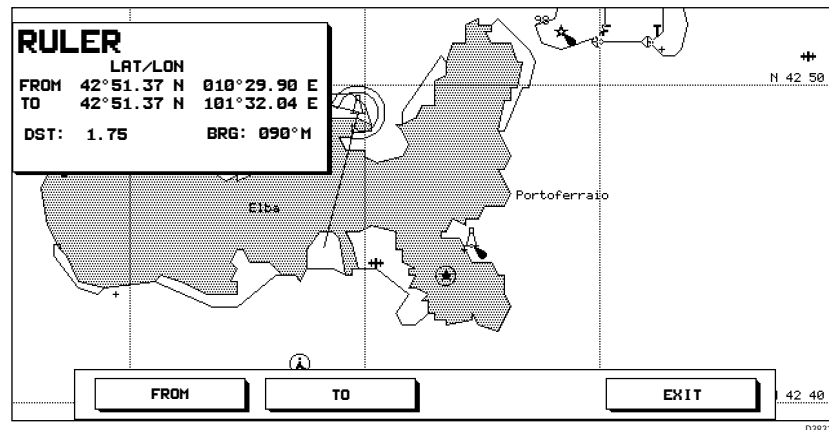 RULER
LAT/LON
FROM 42°51.37 N 010°29.90 E
TO 42°51.37 N 101°32.04 E
DST: 1.75 BRG: 090°M
98
F
T
N 42 50
Elba
Portoferraio
42 40
FROM TO EXIT